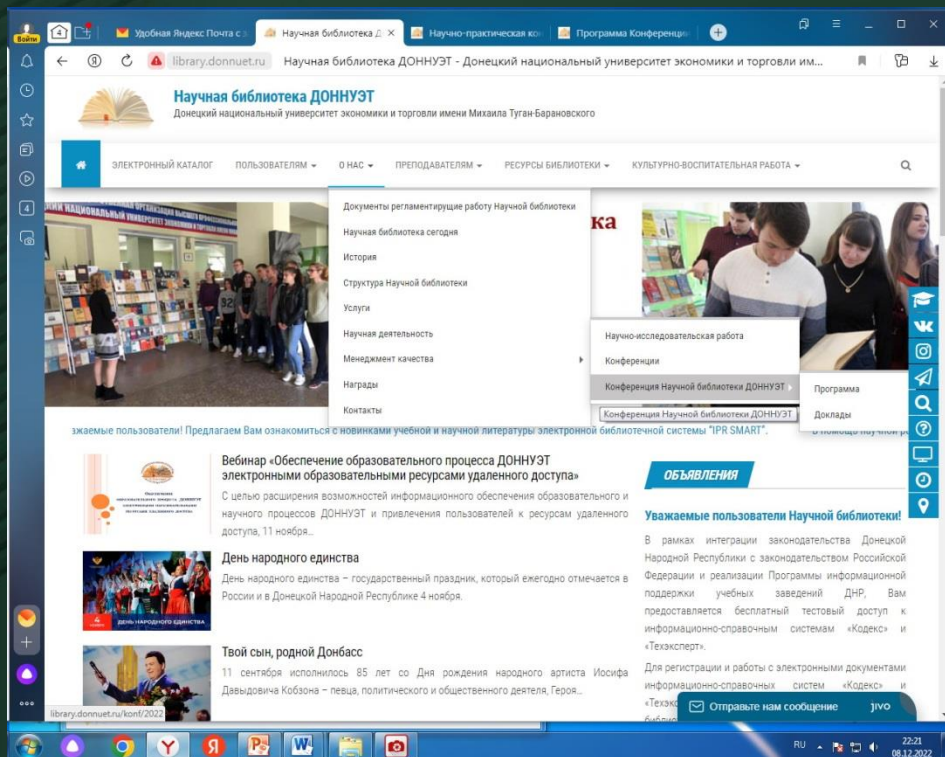 Войти
4
Удобная Яндекс Почта с з
Научная библиотека Д
Научно-практическая кон
Программа Конференции
library.donnuet.ru
Научная библиотека ДОННУЭТ - Донецкий национальный университет экономики и торговли им...
Научная библиотека ДОННУЭТ
Донецкий национальный университет экономики и торговли имени Михаила Туган-Барановского
ЭЛЕКТРОННЫЙ КАТАЛОГ
ПОЛЬЗОВАТЕЛЯМ
О НАС
ПРЕПОДАВАТЕЛЯМ
РЕСУРСЫ БИБЛИОТЕКИ
КУЛЬТУРНО-ВОСПИТАТЕЛЬНАЯ РАБОТА
4
ка
Документы регламентирущие работу Научной библиотеки
Научная библиотека сегодня
История
Структура Научной библиотеки
Услуги
Научная деятельность
Менеджмент качества
Награды
Контакты
Научно-исследовательская работа
Конференции
Конференция Научной библиотеки ДОННУЭТ
Конференция Научной библиотеки ДОННУЭТ
Программа
Доклады
зжаемые пользователи! Предлагаем Вам ознакомиться с новинками учебной и научной литературы электронной библиотечной системы "IPR SMART".
В помощь научной ра
Вебинар «Обеспечение образовательного процесса ДОННУЭТ
электронными образовательными ресурсами удаленного доступа»
С целью расширения возможностей информационного обеспечения образовательного и
научного процессов ДОННУЭТ и привлечения пользователей к ресурсам удаленного
доступа, 11 ноября...
День народного единства
День народного единства – государственный праздник, который ежегодно отмечается в
России и в Донецкой Народной Республике 4 ноября.
4
ДЕНЬ НАРОДНОГО ЕДИНСТВА
Твой сын, родной Донбасс
11 сентября исполнилось 85 лет со Дня рождения народного артиста Иосифа
Давыдовича Кобзона – певца, политического и общественного деятеля, Героя...
ОБЪЯВЛЕНИЯ
Уважаемые пользователи Научной библиотеки!
В рамках интеграции законодательства Донецкой
Народной Республики с законодательством Российской
Федерации и реализации Программы информационной
поддержки учебных заведений ДНР, Вам
предоставляется бесплатный тестовый доступ к
информационно-справочным системам «Кодекс» и
«Техэксперт».
Для регистрации и работы с электронными документами
информационно-справочных систем «Кодекс» и
Отправьте нам сообщение
jivo
library.donnuet.ru/konf/2022
RU
22:21
08.12.2022